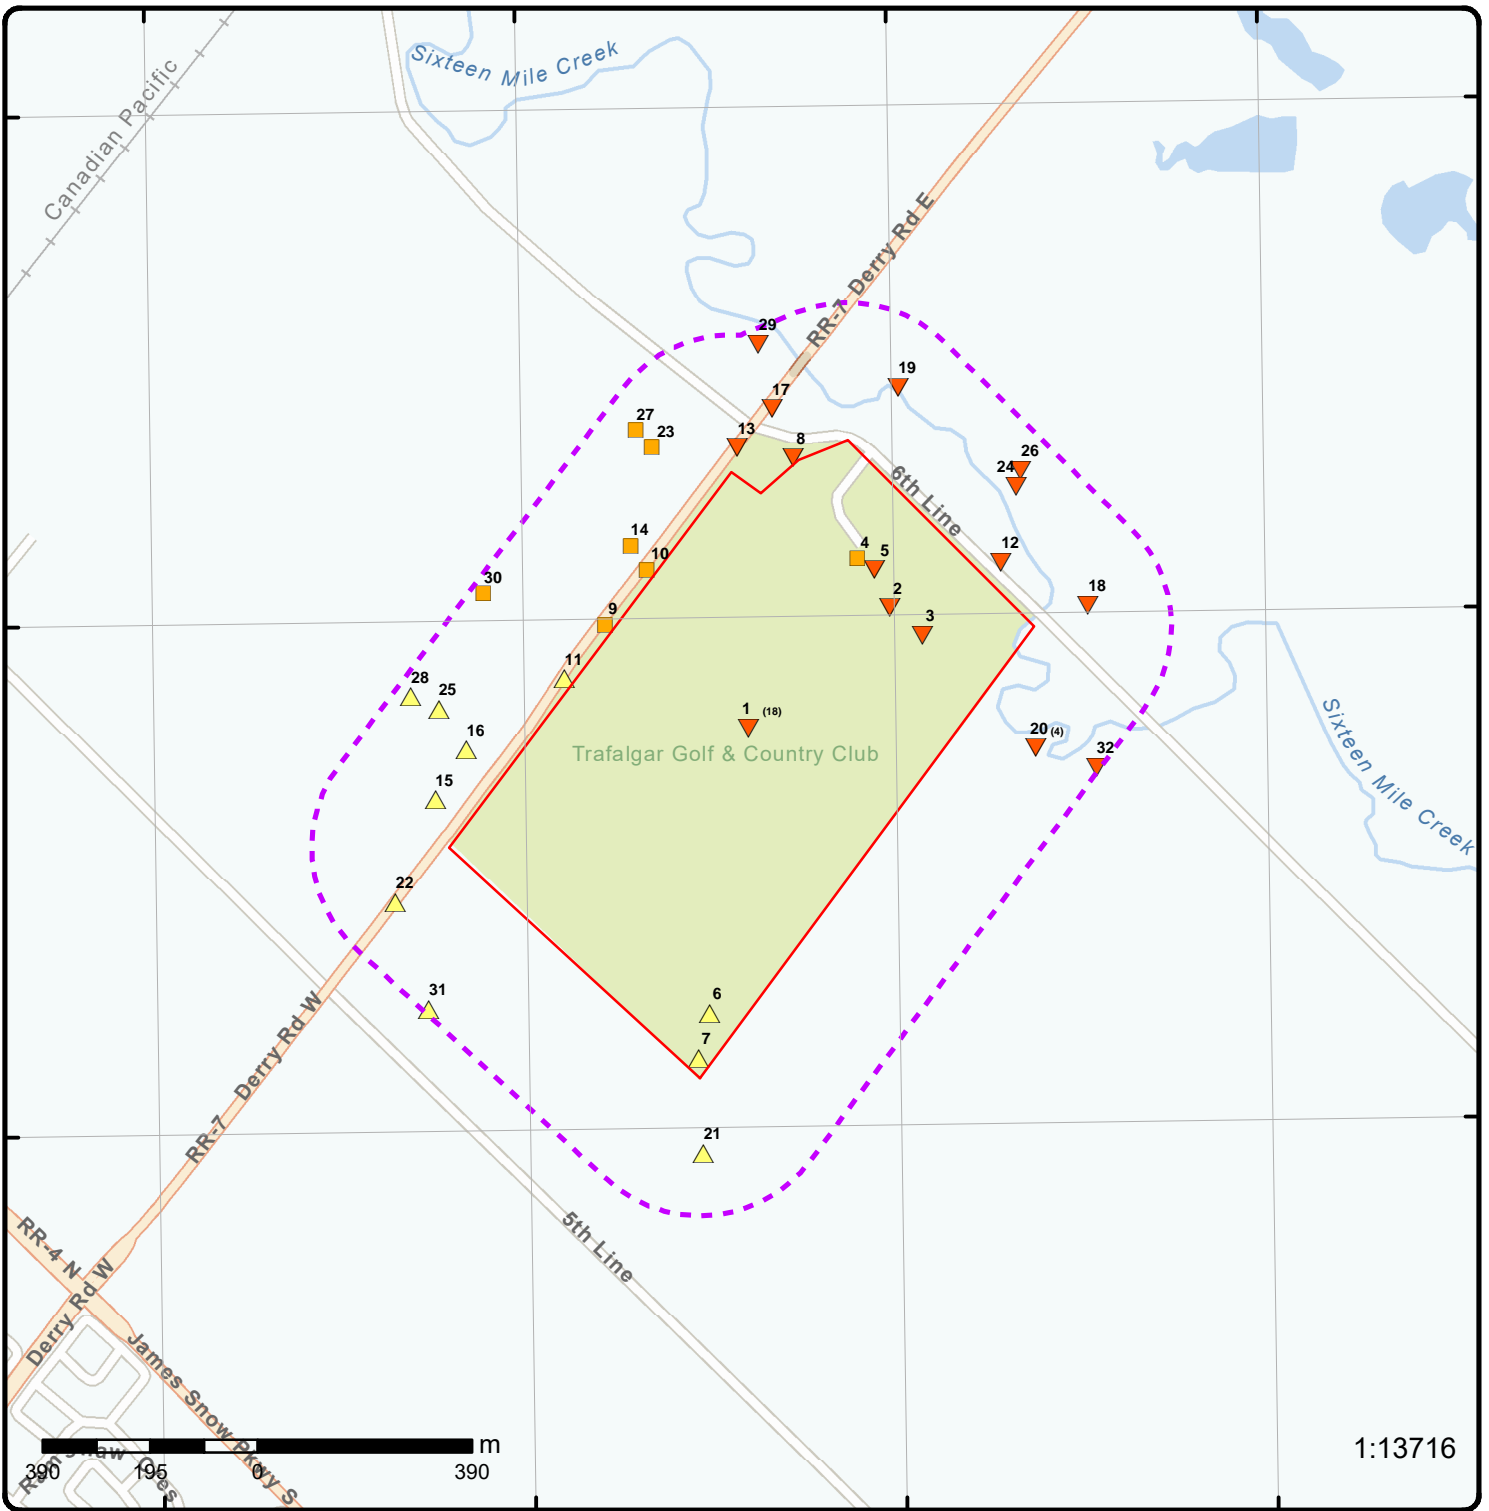 Sixteen Mile Creek
Canadian Pacific
RR-7 Derry Rd E
29
19
17
27
23
13
8
26
24
6th Line
14
10
4
5
12
30
9
2
3
18
11
28
25
16
1 (18)
20 (4)
32
Trafalgar Golf & Country Club
Sixteen Mile Creek
15
22
31
6
7
RR-7 Derry Rd W
21
5th Line
RR-4 N
Derry Rd W
James Snow Pkwy S
Cres
m
390 195 0 390
1:13716